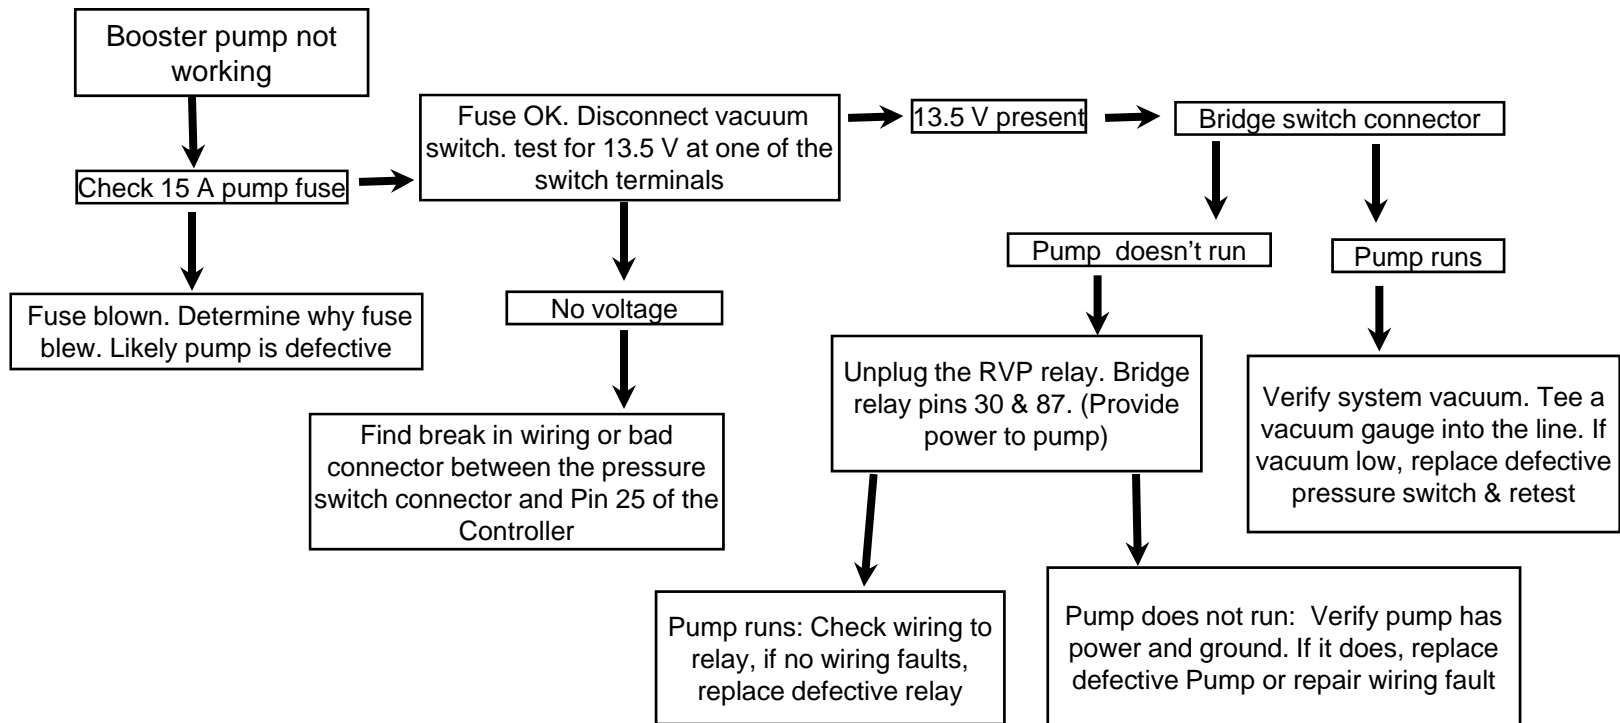 Booster pump not
working
Check 15 A pump fuse
Fuse blown. Determine why fuse
blew. Likely pump is defective
Fuse OK. Disconnect vacuum
switch. test for 13.5 V at one of the
switch terminals
No voltage
Find break in wiring or bad
connector between the pressure
switch connector and Pin 25 of the
Controller
13.5 V present
Bridge switch connector
Pump doesn’t run
Pump runs
Unplug the RVP relay. Bridge
relay pins 30 & 87. (Provide
power to pump)
Verify system vacuum. Tee a
vacuum gauge into the line. If
vacuum low, replace defective
pressure switch & retest
Pump runs: Check wiring to
relay, if no wiring faults,
replace defective relay
Pump does not run: Verify pump has
power and ground. If it does, replace
defective Pump or repair wiring fault